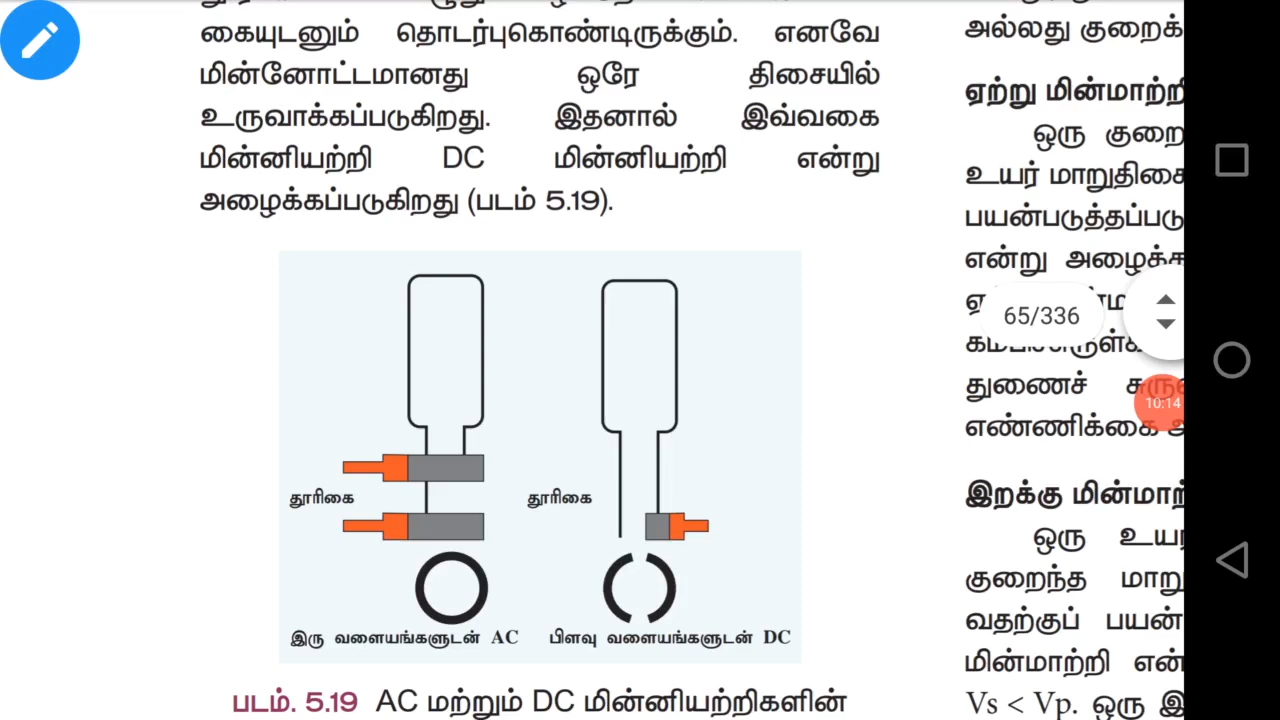 கையுடனும் தொடர்புகொண்டிருக்கும். எனவே
மின்னோட்டமானது ஒரே திசையில்
உருவாக்கப்படுகிறது. இதனால் இவ்வகை
மின்னியற்றி DC மின்னியற்றி என்று
அழைக்கப்படுகிறது (படம் 5.19).
தூரிகை
தூரிகை
இரு வளையங்களுடன் AC
பிளவு வளையங்களுடன் DC
படம். 5.19 AC மற்றும் DC மின்னியற்றிகளின்
அல்லது குறைக்
ஏற்று மின்மாற்றி
ஒரு குறை
உயர் மாறுதிசை
பயன்படுத்தப்படு
என்று அழைக்க
65/336
துணைச் சுரு
10:14
எண்ணிக்கை அ
இறக்கு மின்மாற்
ஒரு உயர்
குறைந்த மாறு
வதற்குப் பயன்
மின்மாற்றி என்
Vs < Vp. ஒரு இ